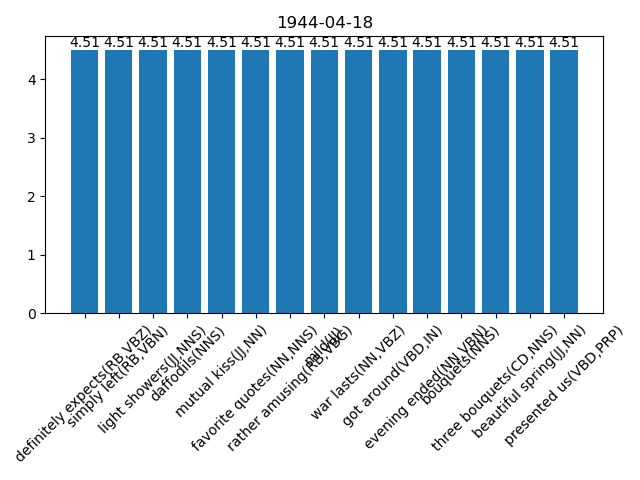 1944-04-18
4.51 4.51 4.51 4.51 4.51 4.51 4.51 4.51 4.51 4.51 4.51 4.51 4.51 4.51 4.51
4
3
2
1
0
definitely expects(RB,VBZ)
simply left(RB,VBN)
light showers(JJ,NNS)
daffodils(NNS)
mutual kiss(JJ,NN)
favorite quotes(NN,NNS)
rather amusing(RB,VBG)
mild(JJ)
war lasts(NN,VBZ)
got around(VBD,IN)
evening ended(NN,VBN)
bouquets(NNS)
three bouquets(CD,NNS)
beautiful spring(JJ,NN)
presented us(VBD,PRP)